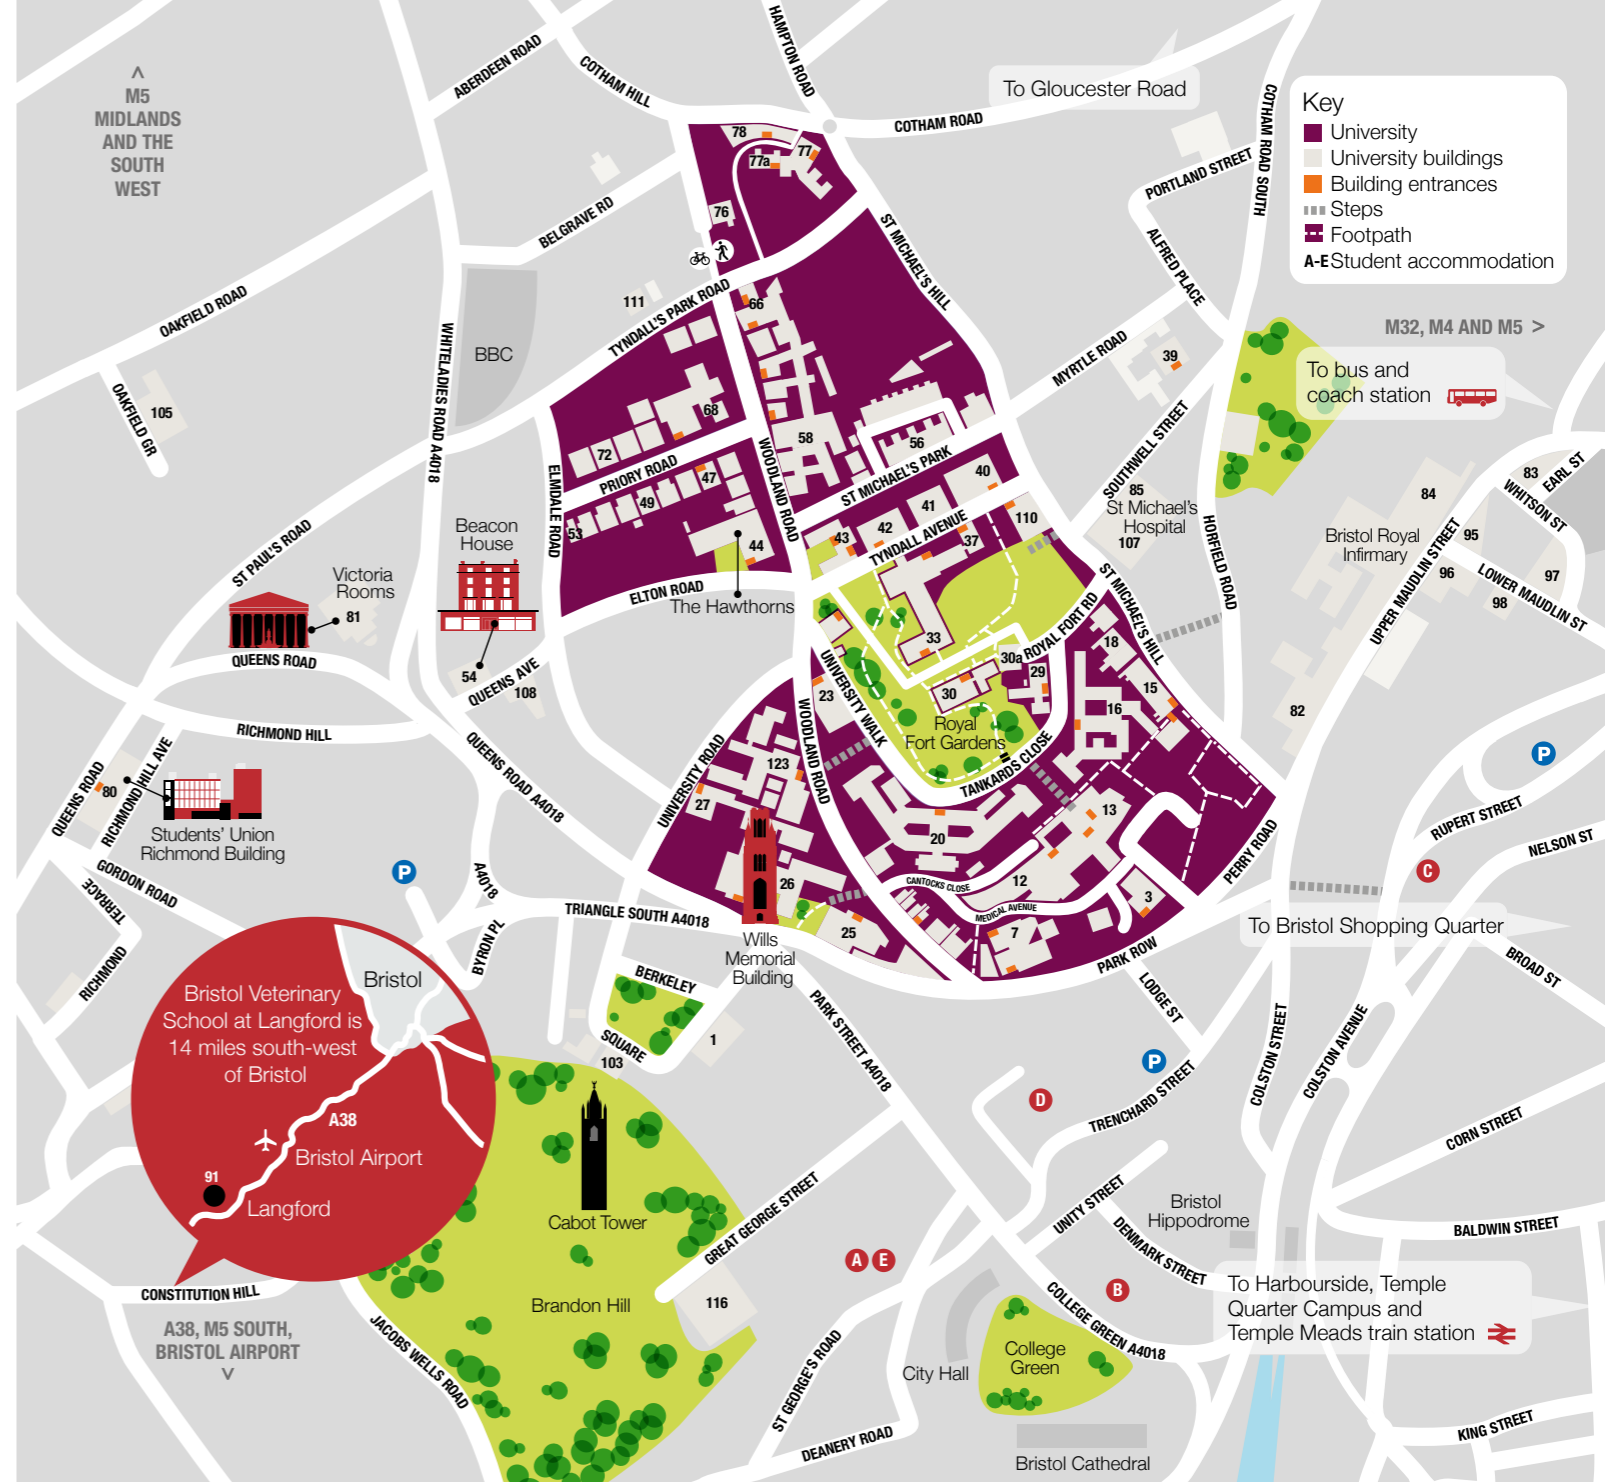 HAMPTON ROAD
ABERDEEN ROAD
COTHAM HILL
To Gloucester Road
COTHAM ROAD
COTHAM ROAD SOUTH
Key
University
University buildings
Building entrances
Steps
Footpath
A-E Student accommodation
^
M5
MIDLANDS
AND THE
SOUTH
WEST
78
77a
77
76
PORTLAND STREET
ALFRED PLACE
BELGRAVE RD
ST MICHAEL'S HILL
OAKFIELD ROAD
111
TYNDALL'S PARK ROAD
66
M32, M4 AND M5 >
WHITELADIES ROAD A4018
BBC
MYRTLE ROAD
39
To bus and
coach station
OAKFIELD GR
105
68
58
56
72
PRIORY ROAD
WOODLAND ROAD
ST MICHAEL'S PARK
40
SOUTHWELL STREET
ELMDALE ROAD
47
49
53
41
42
43
TYNDALL AVENUE
37
110
85
St Michael's
Hospital
107
HORFIELD ROAD
84
83
EARL ST
WHITSON ST
Bristol Royal
Infirmary
95
96
97
98
UPPER MAUDLIN STREET
LOWER MAUDLIN ST
ST PAUL'S ROAD
Beacon
House
44
ELTON ROAD
The Hawthorns
Victoria
Rooms
81
QUEENS ROAD
54
QUEENS AVE
108
33
ROYAL FORT RD
ST MICHAEL'S HILL
30a
29
30
Royal
Fort Gardens
18
15
16
UNIVERSITY WALK
23
WOODLAND ROAD
TANKARDS CLOSE
82
RICHMOND HILL
RICHMOND HILL AVE
QUEENS ROAD
80
Students' Union
Richmond Building
QUEENS ROAD A4018
UNIVERSITY ROAD
123
27
20
13
P
RUPERT STREET
NELSON ST
PERRY ROAD
C
P
A4018
GORDON ROAD
RICHMOND
TERRACE
BYRON PL
TRIANGLE SOUTH A4018
26
CANTOCKS CLOSE
12
MEDICAL AVENUE
3
7
25
PARK ROW
Wills
Memorial
Building
To Bristol Shopping Quarter
BROAD ST
LODGE ST
BERKELEY
SQUARE
1
103
PARK STREET A4018
COLSTON STREET
COLSTON AVENUE
P
D
TRENCHARD STREET
CORN STREET
Bristol Veterinary
School at Langford is
14 miles south-west
of Bristol
Bristol
A38
Bristol Airport
91
Langford
Cabot Tower
GREAT GEORGE STREET
UNITY STREET
DENMARK STREET
Bristol
Hippodrome
BALDWIN STREET
A
E
B
To Harbourside, Temple
Quarter Campus and
Temple Meads train station
CONSTITUTION HILL
A38, M5 SOUTH,
BRISTOL AIRPORT
JACOBS WELLS ROAD
Brandon Hill
116
COLLEGE GREEN A4018
College
Green
City Hall
ST GEORGE'S ROAD
DEANERY ROAD
Bristol Cathedral
KING STREET